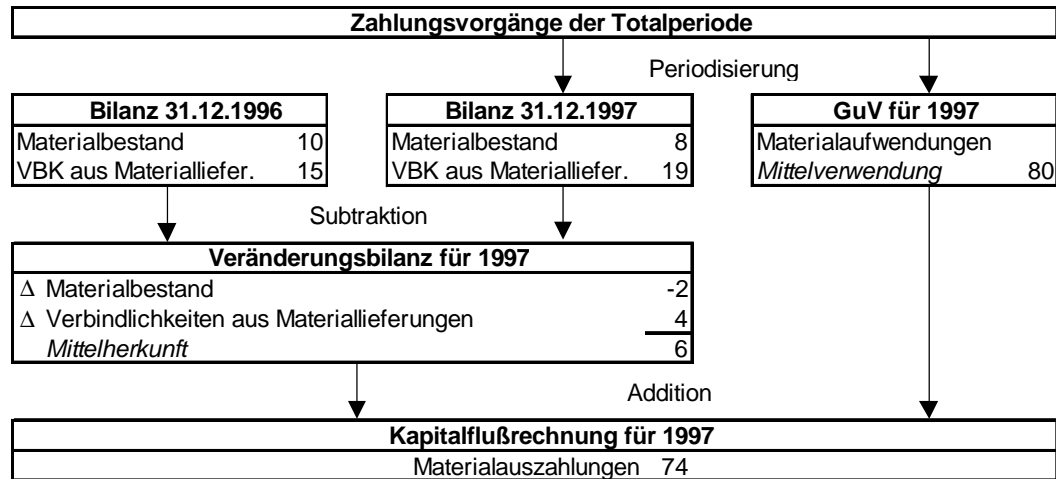 Zahlungsvorgänge der Totalperiode
Periodisierung
Bilanz 31.12.1996
Materialbestand 10
VBK aus Materialliefer. 15
Bilanz 31.12.1997
Materialbestand 8
VBK aus Materialliefer. 19
GuV für 1997
Materialaufwendungen
Mittelverwendung 80
Subtraktion
Veränderungsbilanz für 1997
Δ Materialbestand -2
Δ Verbindlichkeiten aus Materiallieferungen 4
Mittelherkunft 6
Addition
Kapitalflußrechnung für 1997
Materialauszahlungen 74